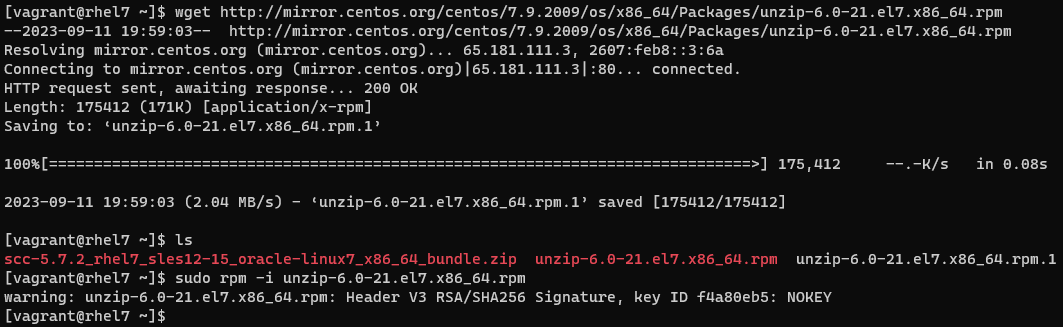 [vagrant@rhel7 ~]$ wget http://mirror.centos.org/centos/7.9.2009/os/x86_64/Packages/unzip-6.0-21.el7.x86_64.rpm
--2023-09-11 19:59:03--  http://mirror.centos.org/centos/7.9.2009/os/x86_64/Packages/unzip-6.0-21.el7.x86_64.rpm
Resolving mirror.centos.org (mirror.centos.org)... 65.181.111.3, 2607:feb8::3:6a
Connecting to mirror.centos.org (mirror.centos.org)|65.181.111.3|:80... connected.
HTTP request sent, awaiting response... 200 OK
Length: 175412 (171K) [application/x-rpm]
Saving to: ‘unzip-6.0-21.el7.x86_64.rpm.1’
100%[==============================================================================>] 175,412     --.-K/s   in 0.08s
2023-09-11 19:59:03 (2.04 MB/s) - ‘unzip-6.0-21.el7.x86_64.rpm.1’ saved [175412/175412]
[vagrant@rhel7 ~]$ ls
scc-5.7.2_rhel7_sles12-15_oracle-linux7_x86_64_bundle.zip  unzip-6.0-21.el7.x86_64.rpm  unzip-6.0-21.el7.x86_64.rpm.1
[vagrant@rhel7 ~]$ sudo rpm -i unzip-6.0-21.el7.x86_64.rpm
warning: unzip-6.0-21.el7.x86_64.rpm: Header V3 RSA/SHA256 Signature, key ID f4a80eb5: NOKEY
[vagrant@rhel7 ~]$